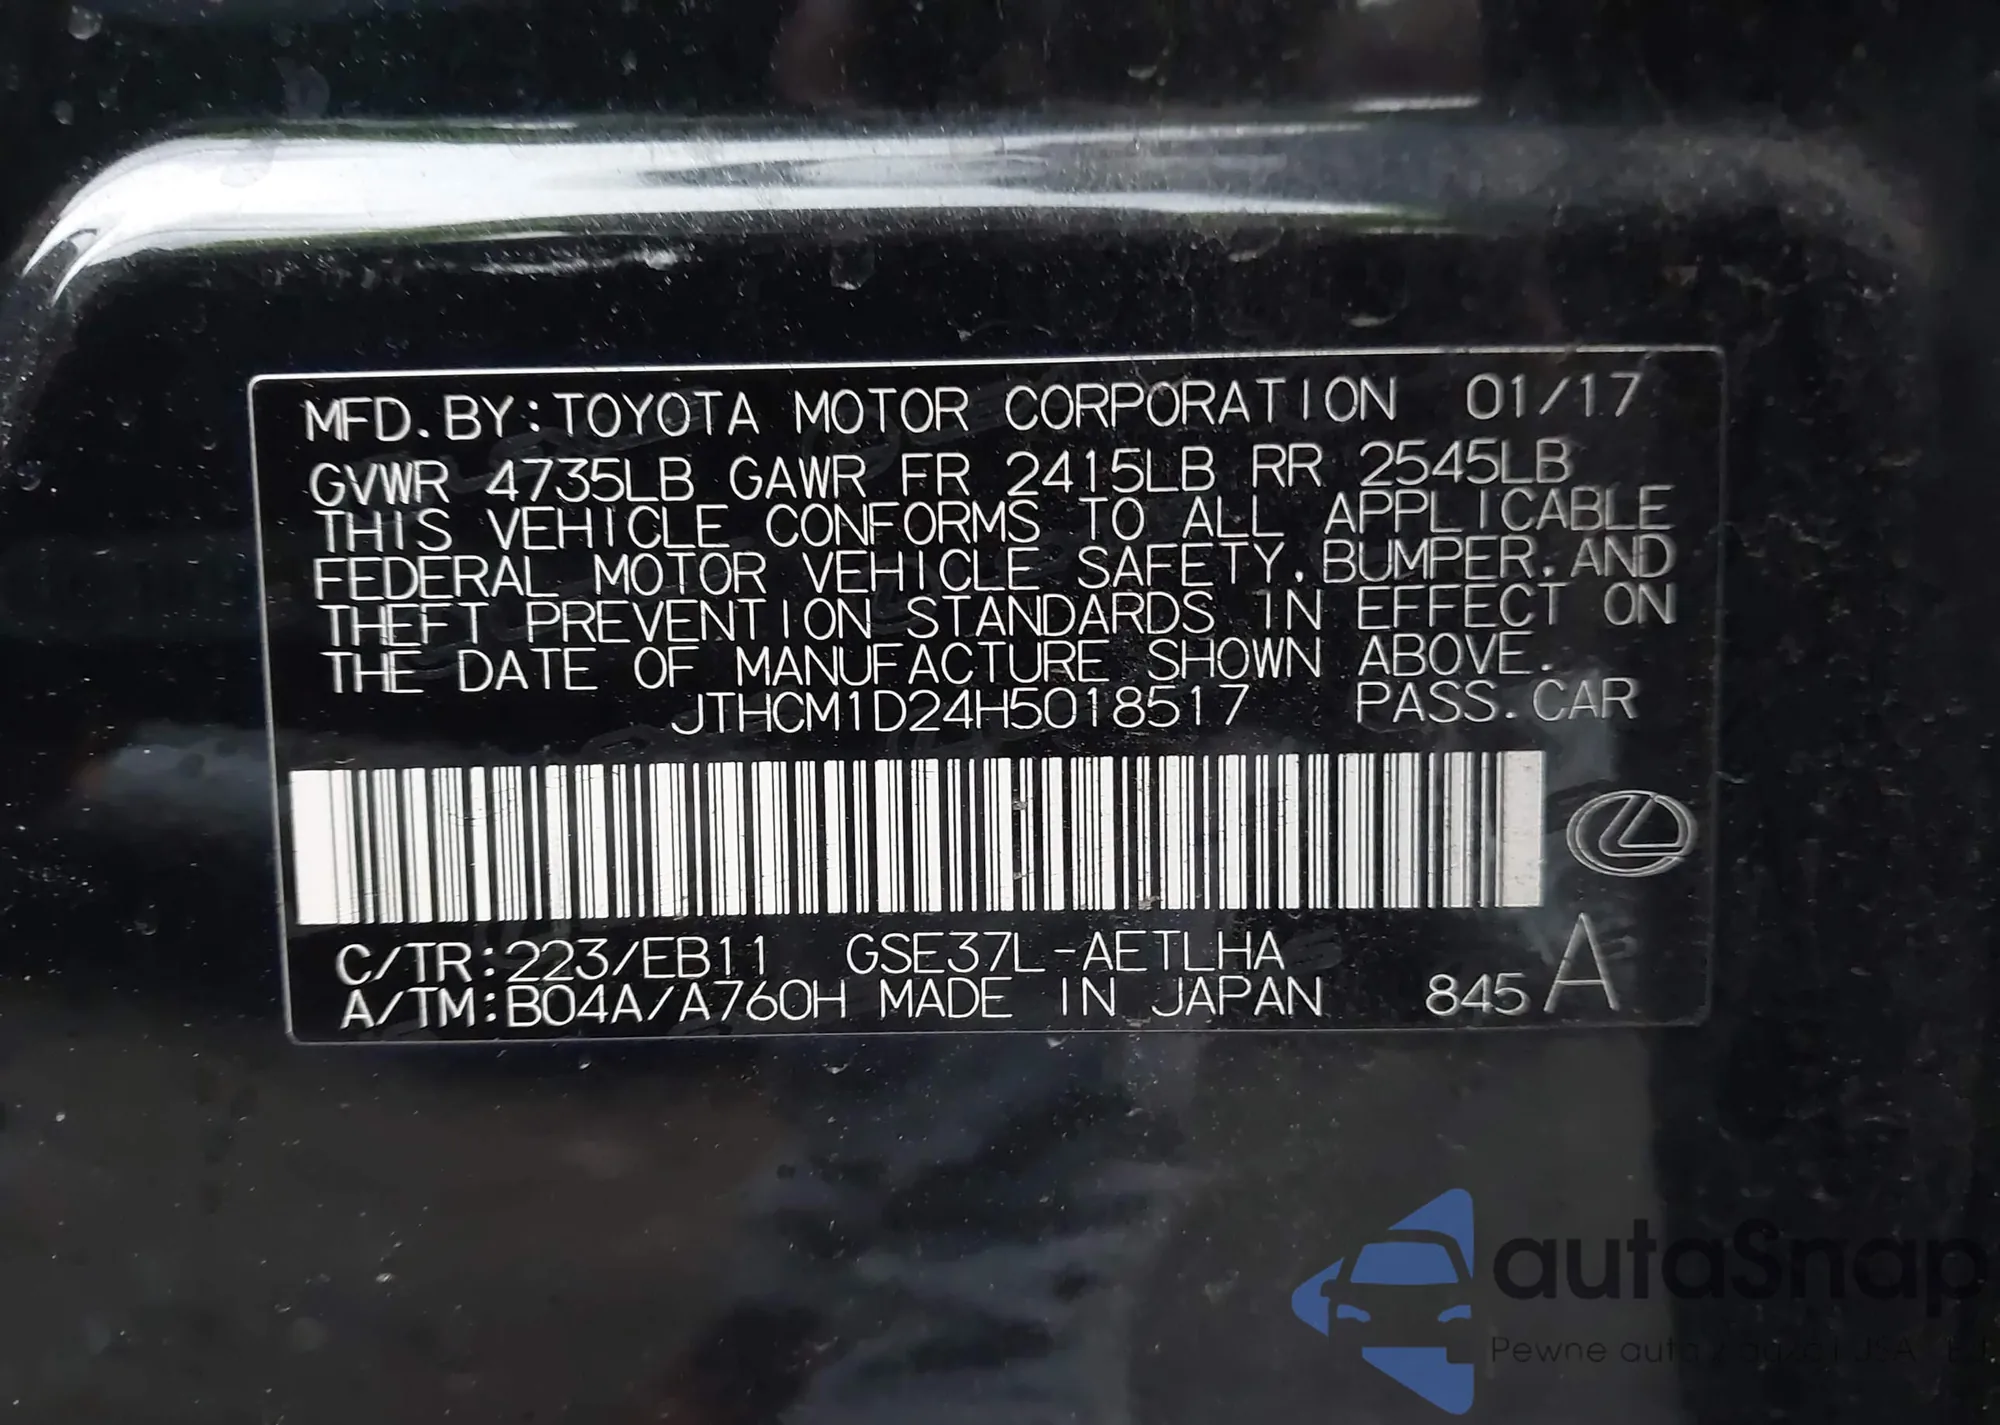 MFD. BY: TOYOTA MOTOR CORPORATION 01/17
GVWR 4735LB GAWR FR 2415LB RR 2545LB
THIS VEHICLE CONFORMS TO ALL APPLICABLE
FEDERAL MOTOR VEHICLE SAFETY, BUMPER, AND
THEFT PREVENTION STANDARDS IN EFFECT ON
THE DATE OF MANUFACTURE SHOWN ABOVE.
JTHCM1D24H5018517 PASS. CAR
C/TR: 223/EB11 GSE37L-AETLHA
A/TM: B04A/A760H MADE IN JAPAN 845 A
autaSnap
Pewne auta z